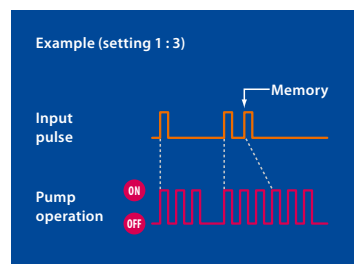 Example (setting 1 : 3)
Memory
Input
pulse
ON
Pump
operation
OFF